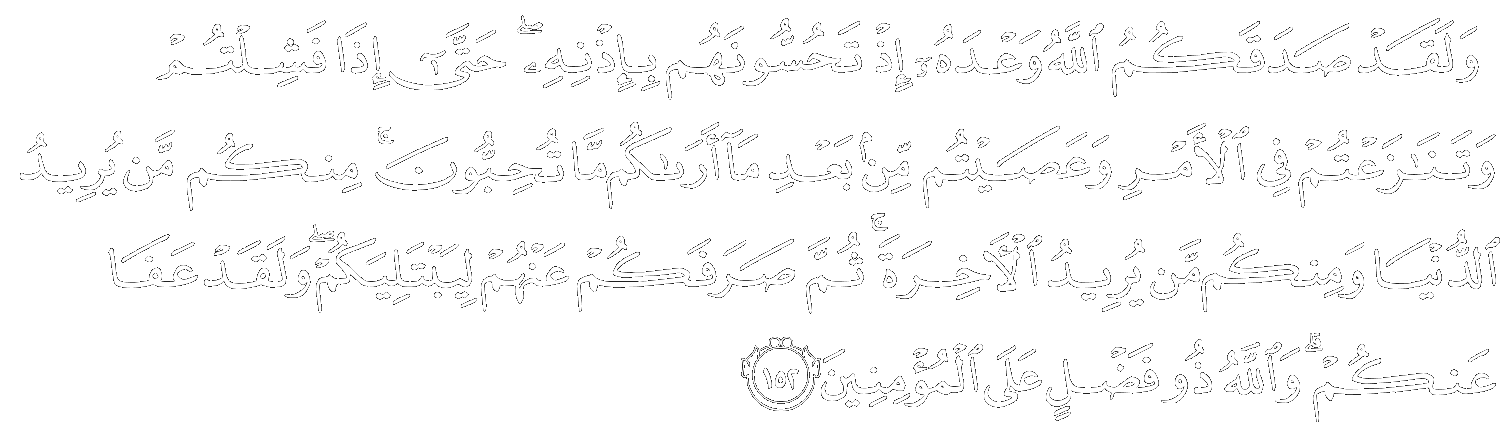 وَلَقَدْ صَدَقَكُمُ ٱللَّهُ وَعْدَهُۥٓ إِذْ تَحُسُّونَهُم بِإِذْنِهِۦ ۖ حَتَّىٰٓ إِذَا فَشِلْتُمْ
وَتَنَـٰزَعْتُمْ فِى ٱلْأَمْرِ وَعَصَيْتُم مِّنۢ بَعْدِ مَآ أَرَىٰكُم مَّا تُحِبُّونَ ۚ مِنكُم مَّن يُرِيدُ
ٱلدُّنْيَا وَمِنكُم مَّن يُرِيدُ ٱلْـَٔاخِرَةَ ۚ ثُمَّ صَرَفَكُمْ عَنْهُمْ لِيَبْتَلِيَكُمْ ۖ وَلَقَدْ عَفَا
عَنكُمْ ۗ وَٱللَّهُ ذُو فَضْلٍ عَلَى ٱلْمُؤْمِنِينَ ١٥٢